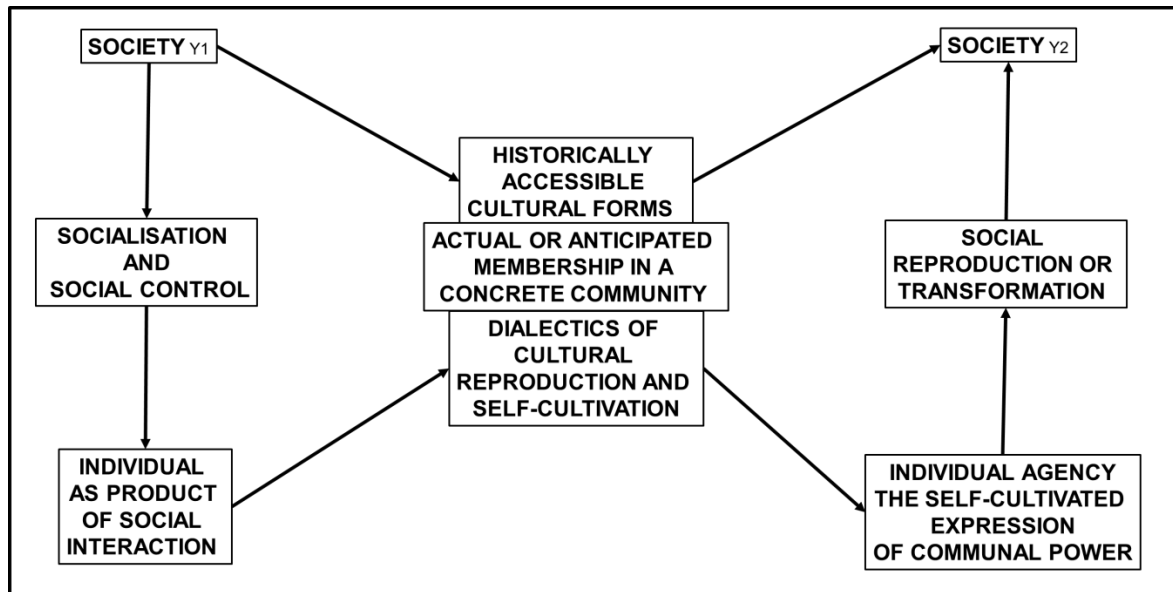 SOCIETY Y1
SOCIETY Y2
HISTORICALLY
ACCESSIBLE
CULTURAL FORMS
SOCIALISATION
AND
SOCIAL CONTROL
ACTUAL OR ANTICIPATED
MEMBERSHIP IN A
CONCRETE COMMUNITY
SOCIAL
REPRODUCTION OR
TRANSFORMATION
DIALECTICS OF
CULTURAL
REPRODUCTION AND
SELF-CULTIVATION
INDIVIDUAL
AS PRODUCT
OF SOCIAL
INTERACTION
INDIVIDUAL AGENCY
THE SELF-CULTIVATED
EXPRESSION
OF COMMUNAL POWER